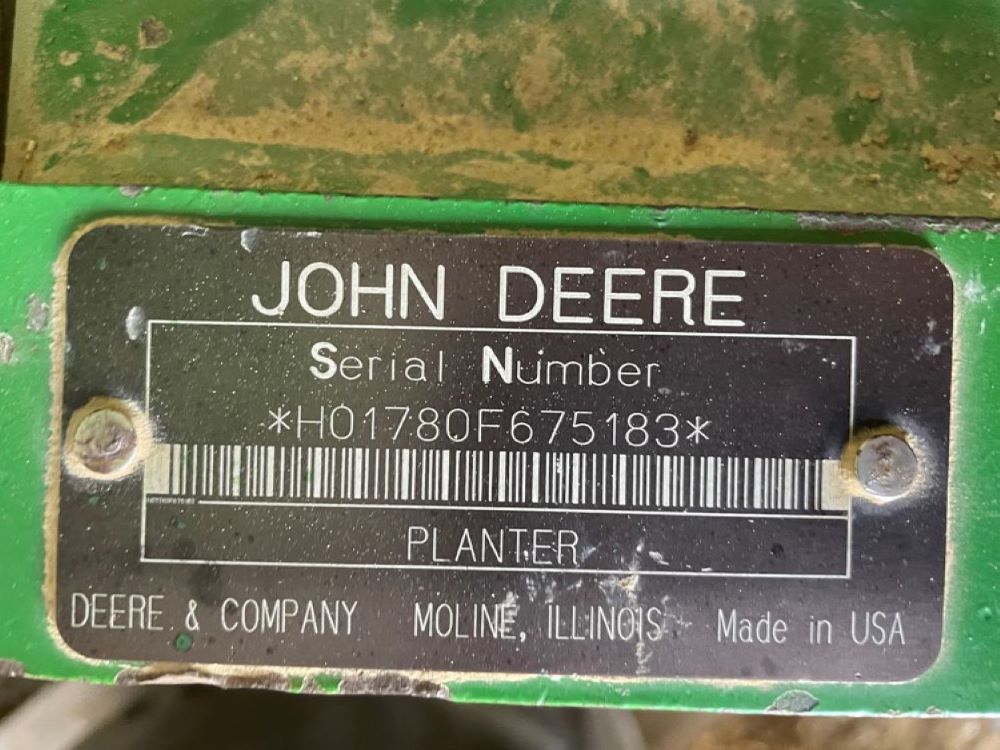 JOHN DEERE
Serial Number
*H01780F675183*
PLANTER
DEERE & COMPANY MOLINE, ILLINOIS Made in USA